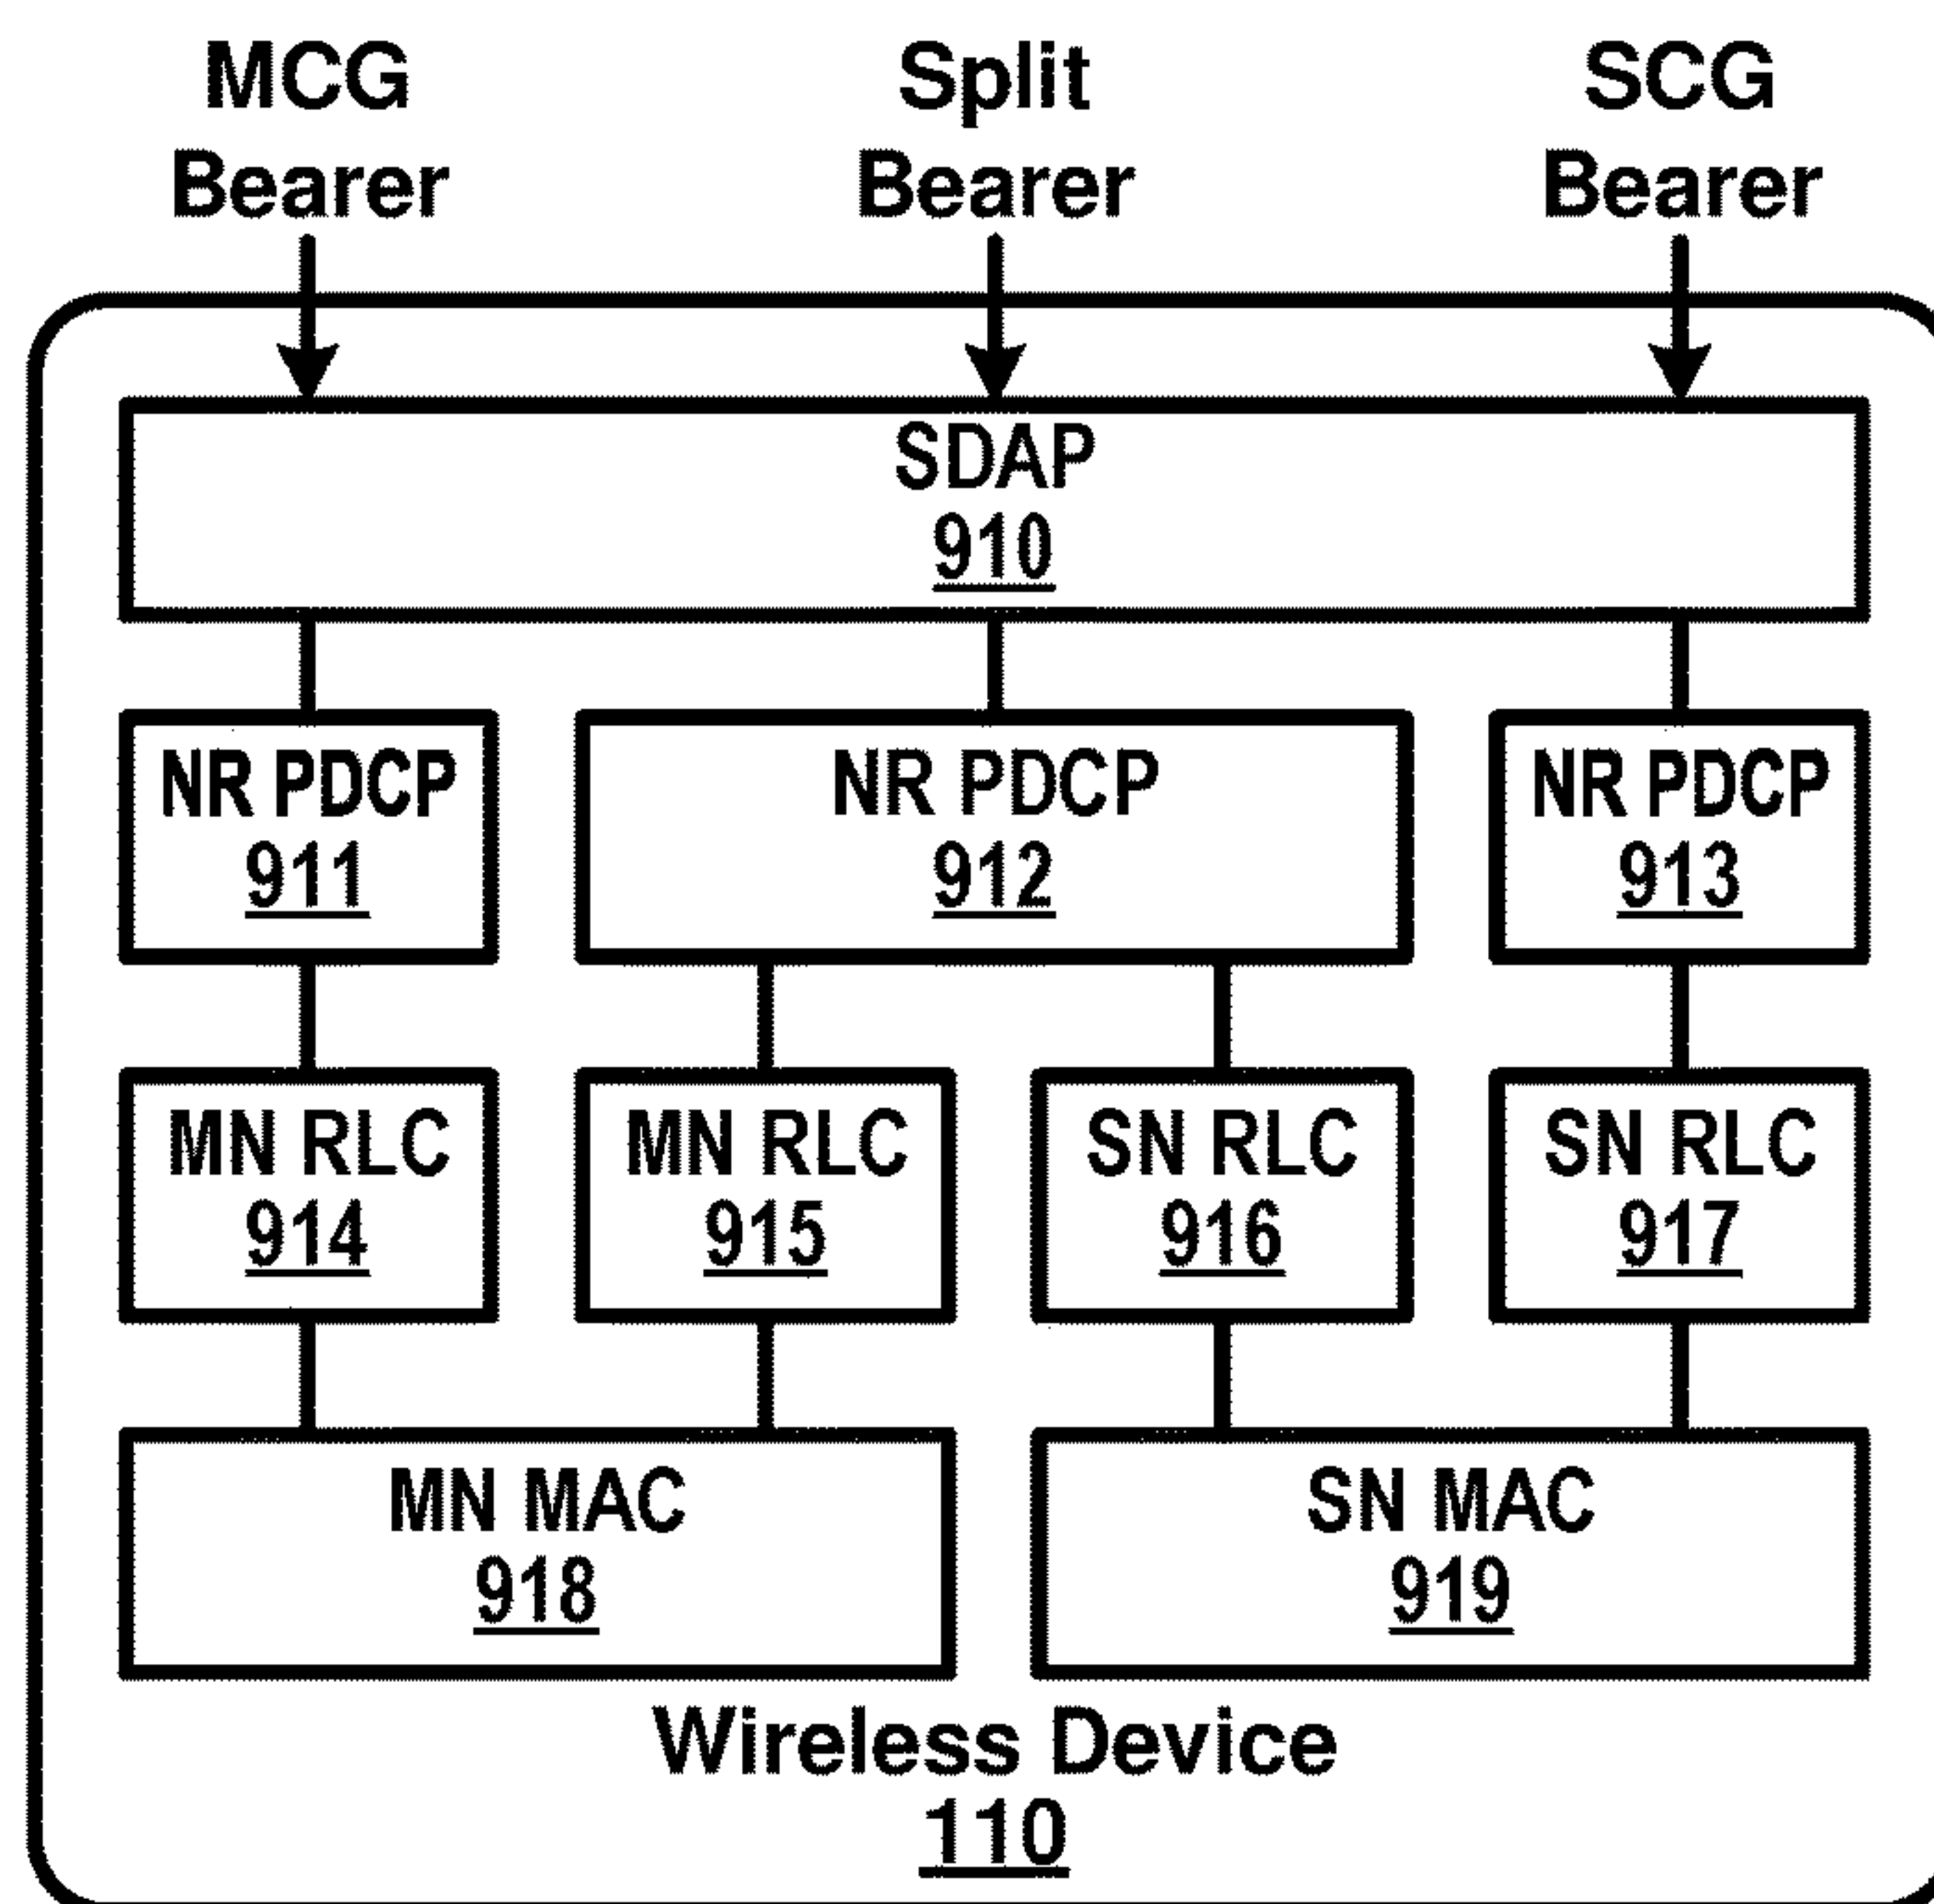 MCG
Bearer
Split
Bearer
SCG
Bearer
SDAP
910
NR PDCP
911
NR PDCP
912
NR PDCP
913
MN RLC
914
MN RLC
915
SN RLC
916
SN RLC
917
MN MAC
918
SN MAC
919
Wireless Device
110